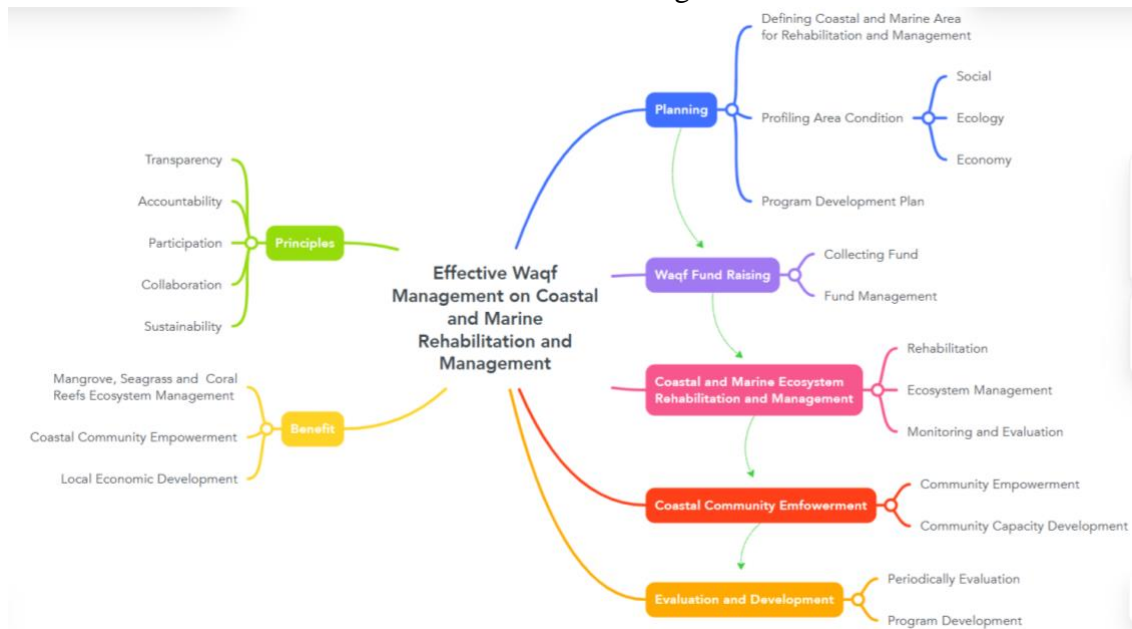 Effective Waqf
Management on Coastal
and Marine
Rehabilitation and
Management
Planning
Defining Coastal and Marine Area
for Rehabilitation and Management
Profiling Area Condition
Social
Ecology
Economy
Program Development Plan
Waqf Fund Raising
Collecting Fund
Fund Management
Coastal and Marine Ecosystem
Rehabilitation and Management
Rehabilitation
Ecosystem Management
Monitoring and Evaluation
Coastal Community Emfowerment
Community Empowerment
Community Capacity Development
Evaluation and Development
Periodically Evaluation
Program Development
Principles
Transparency
Accountability
Participation
Collaboration
Sustainability
Benefit
Mangrove, Seagrass and Coral
Reefs Ecosystem Management
Coastal Community Empowerment
Local Economic Development